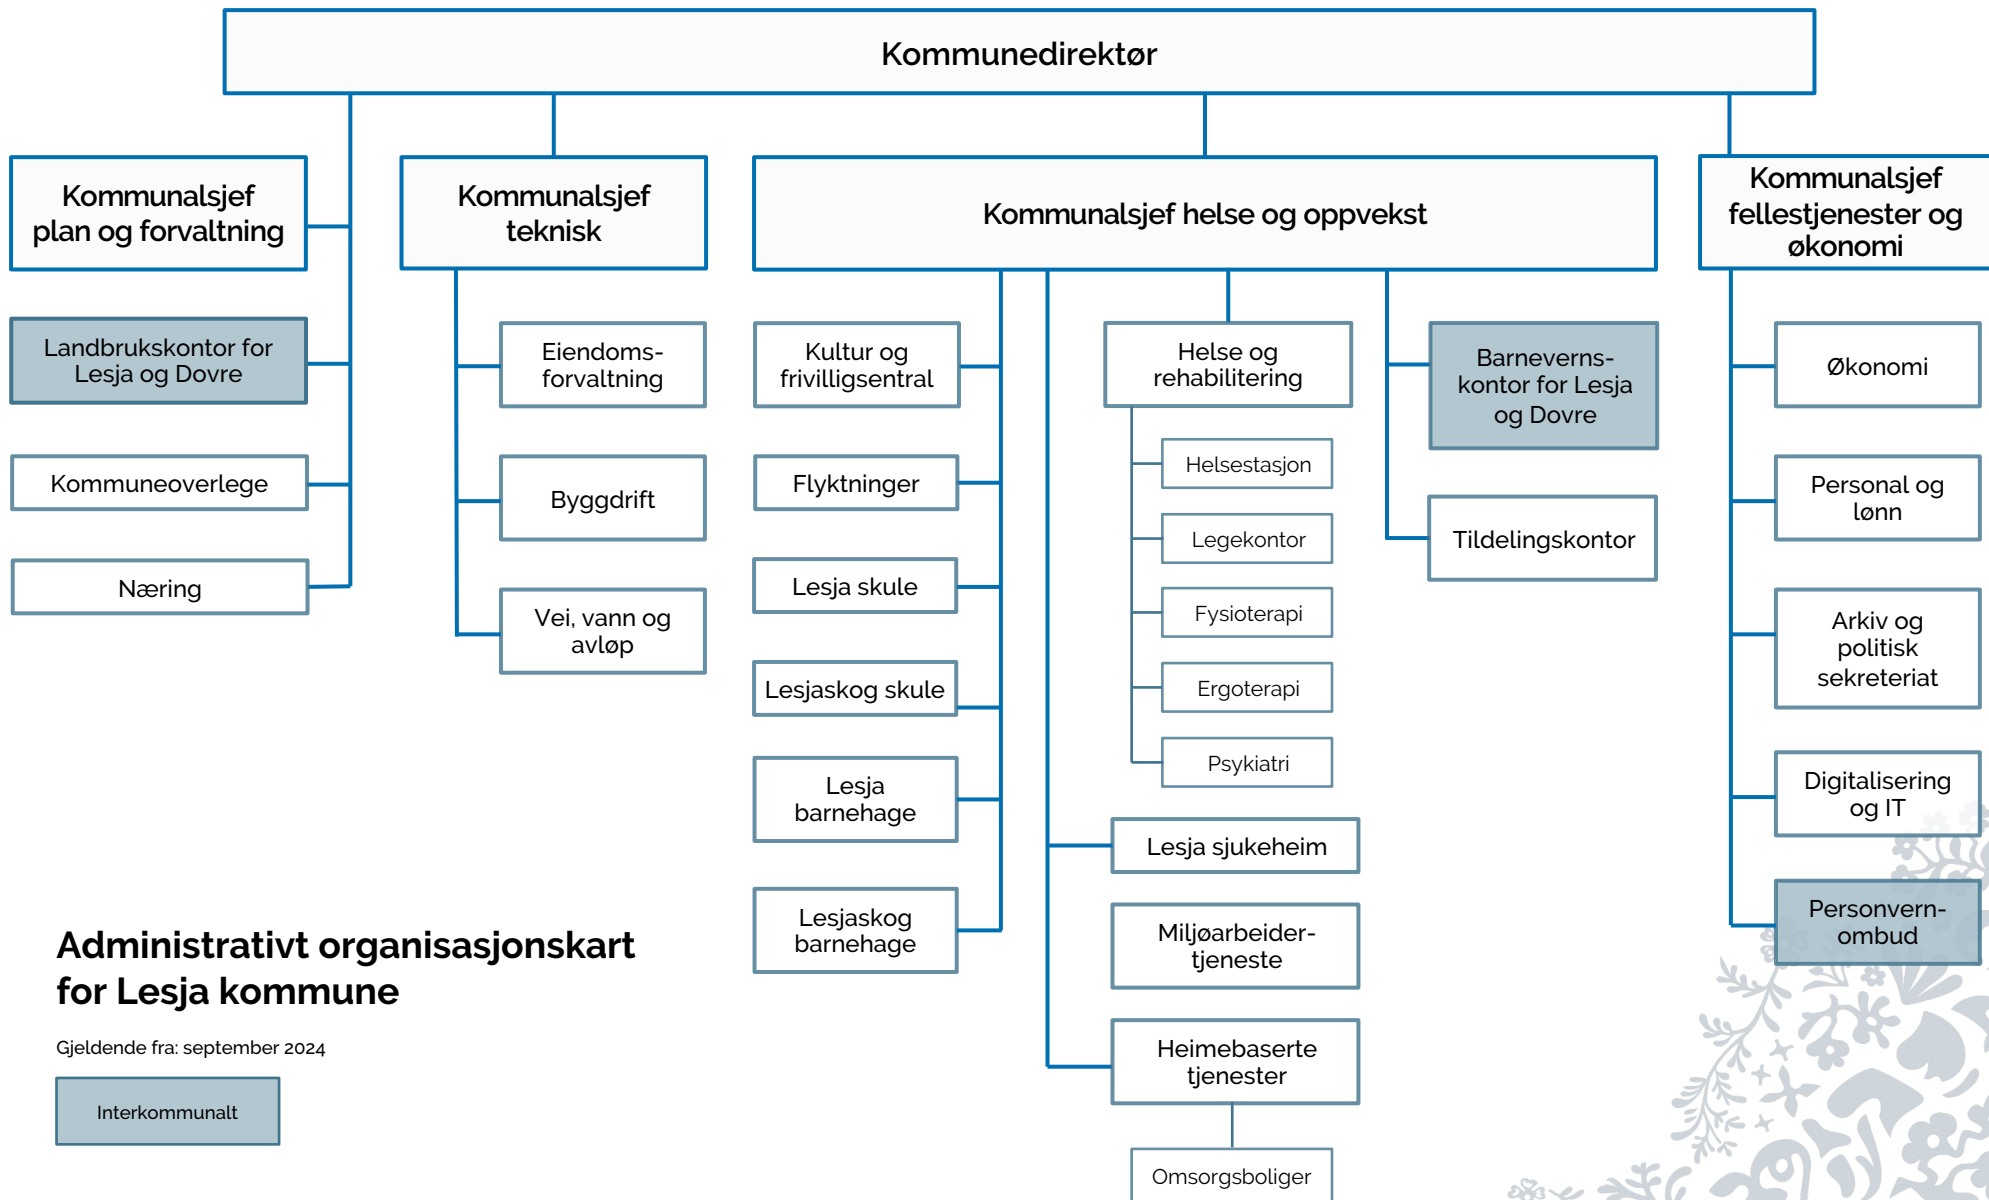 Kommunedirektør
Kommunalsjef
plan og forvaltning
Landbrukskontor for
Lesja og Dovre
Kommuneoverlege
Næring
Kommunalsjef
teknisk
Eiendoms-
forvaltning
Byggdrift
Vei, vann og
avløp
Kommunalsjef helse og oppvekst
Kultur og
frivilligsentral
Flyktninger
Lesja skule
Lesjaskog skule
Lesja
barnehage
Lesjaskog
barnehage
Helse og
rehabilitering
Helsestasjon
Legekontor
Fysioterapi
Ergoterapi
Psykiatri
Lesja sjukeheim
Miljøarbeider-
tjeneste
Heimebaserte
tjenester
Omsorgsboliger
Barneverns-
kontor for Lesja
og Dovre
Tildelingskontor
Kommunalsjef
fellestjenester og
økonomi
Økonomi
Personal og
lønn
Arkiv og
politisk
sekreteriat
Digitalisering
og IT
Personvern-
ombud
Administrativt organisasjonskart
for Lesja kommune
Gjeldende fra: september 2024
Interkommunalt